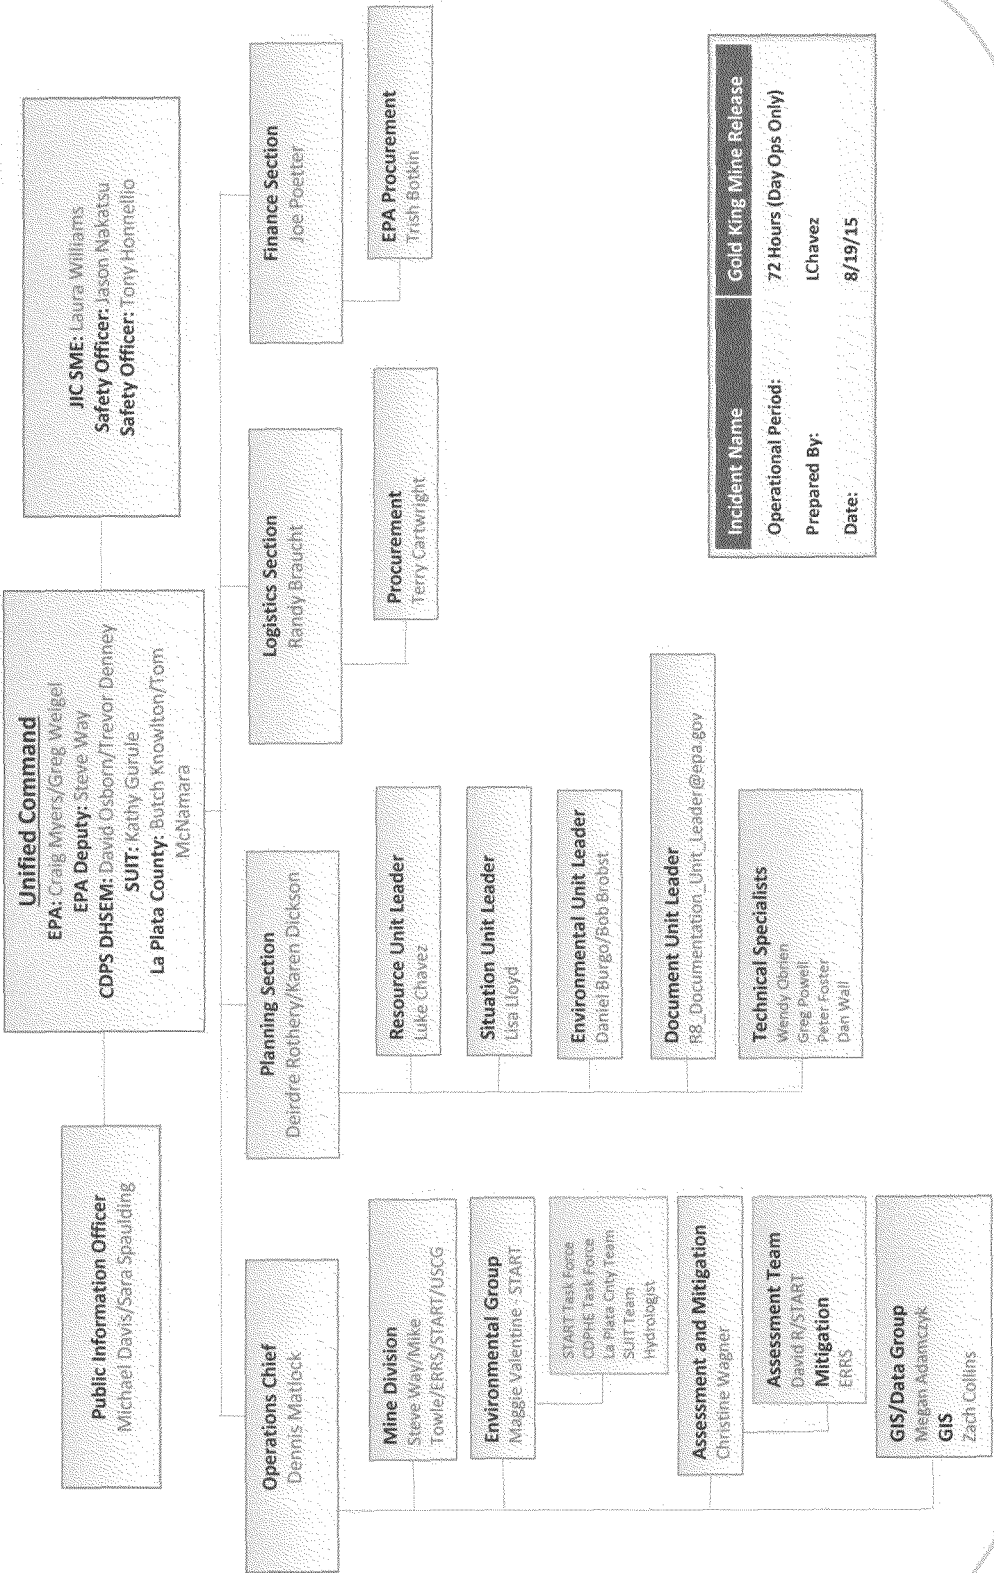 Unified Command
EPA: Craig Myers/Greg Weigel
EPA Deputy: Steve Way
CDPS DHSEM: David Osborn/Trevor Denney
SUIT: Kathy Gurule
La Plata County: Butch Knowlton/Tom
McNamara
Public Information Officer
Michael Davis/Sara Spaulding
JIC SME: Laura Williams
Safety Officer: Jason Nakatsu
Safety Officer: Tony Honnellio
Operations Chief
Dennis Matlock
Mine Division
Steve Way/Mike
Towle/ERRS/START/USCG
Environmental Group
Maggie Valentine START
START Task Force
CDPHE Task Force
La Plata Cnty Team
SUIT Team
Hydrologist
Assessment and Mitigation
Christine Wagner
Assessment Team
David R/START
Mitigation
ERRS
GIS/Data Group
Megan Adamczyk
GIS
Zach Collins
Planning Section
Deirdre Rothery/Karen Dickson
Resource Unit Leader
Luke Chavez
Situation Unit Leader
Lisa Lloyd
Environmental Unit Leader
Daniel Burgo/Bob Brobst
Document Unit Leader
R8_Documentation_Unit_Leader@epa.gov
Technical Specialists
Wendy Obrien
Greg Powell
Peter Foster
Dan Wall
Logistics Section
Randy Braucht
Procurement
Terry Cartwright
Finance Section
Joe Poetter
EPA Procurement
Trish Botkin
Incident Name Gold King Mine Release
Operational Period: 72 Hours (Day Ops Only)
Prepared By: LChavez
Date: 8/19/15